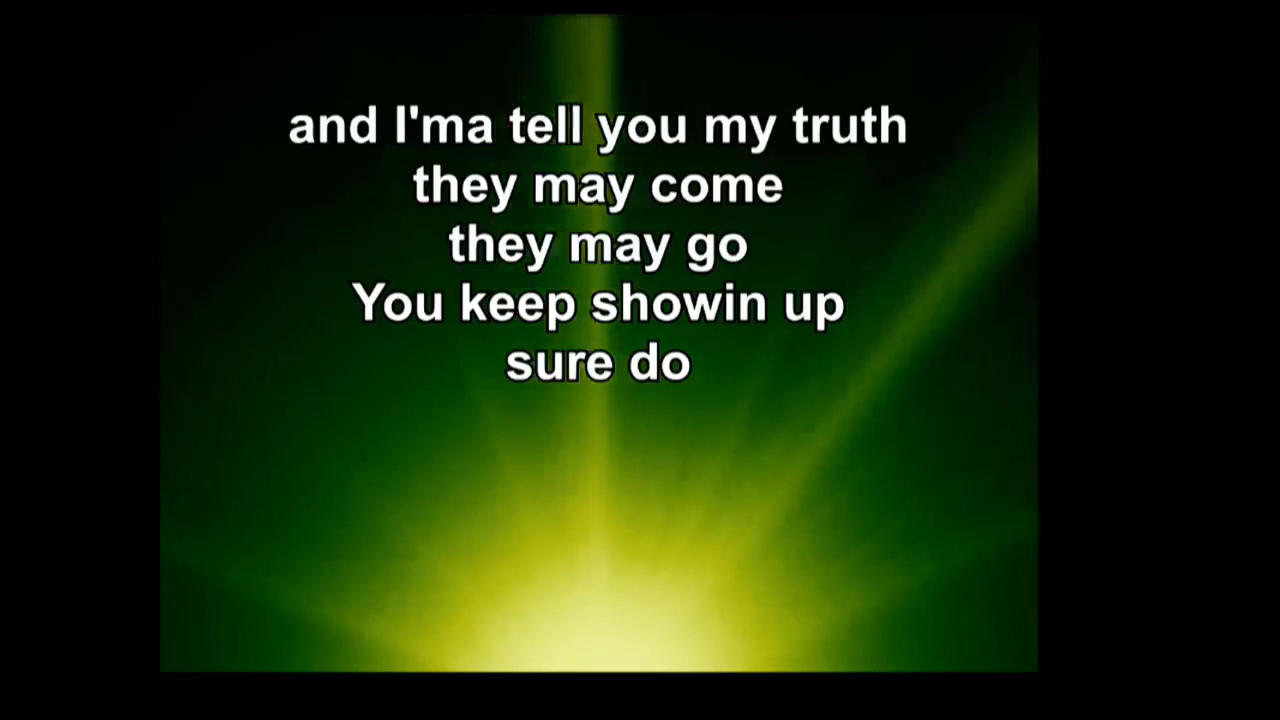 and I'ma tell you my truth
they may come
they may go
You keep showin up
sure do